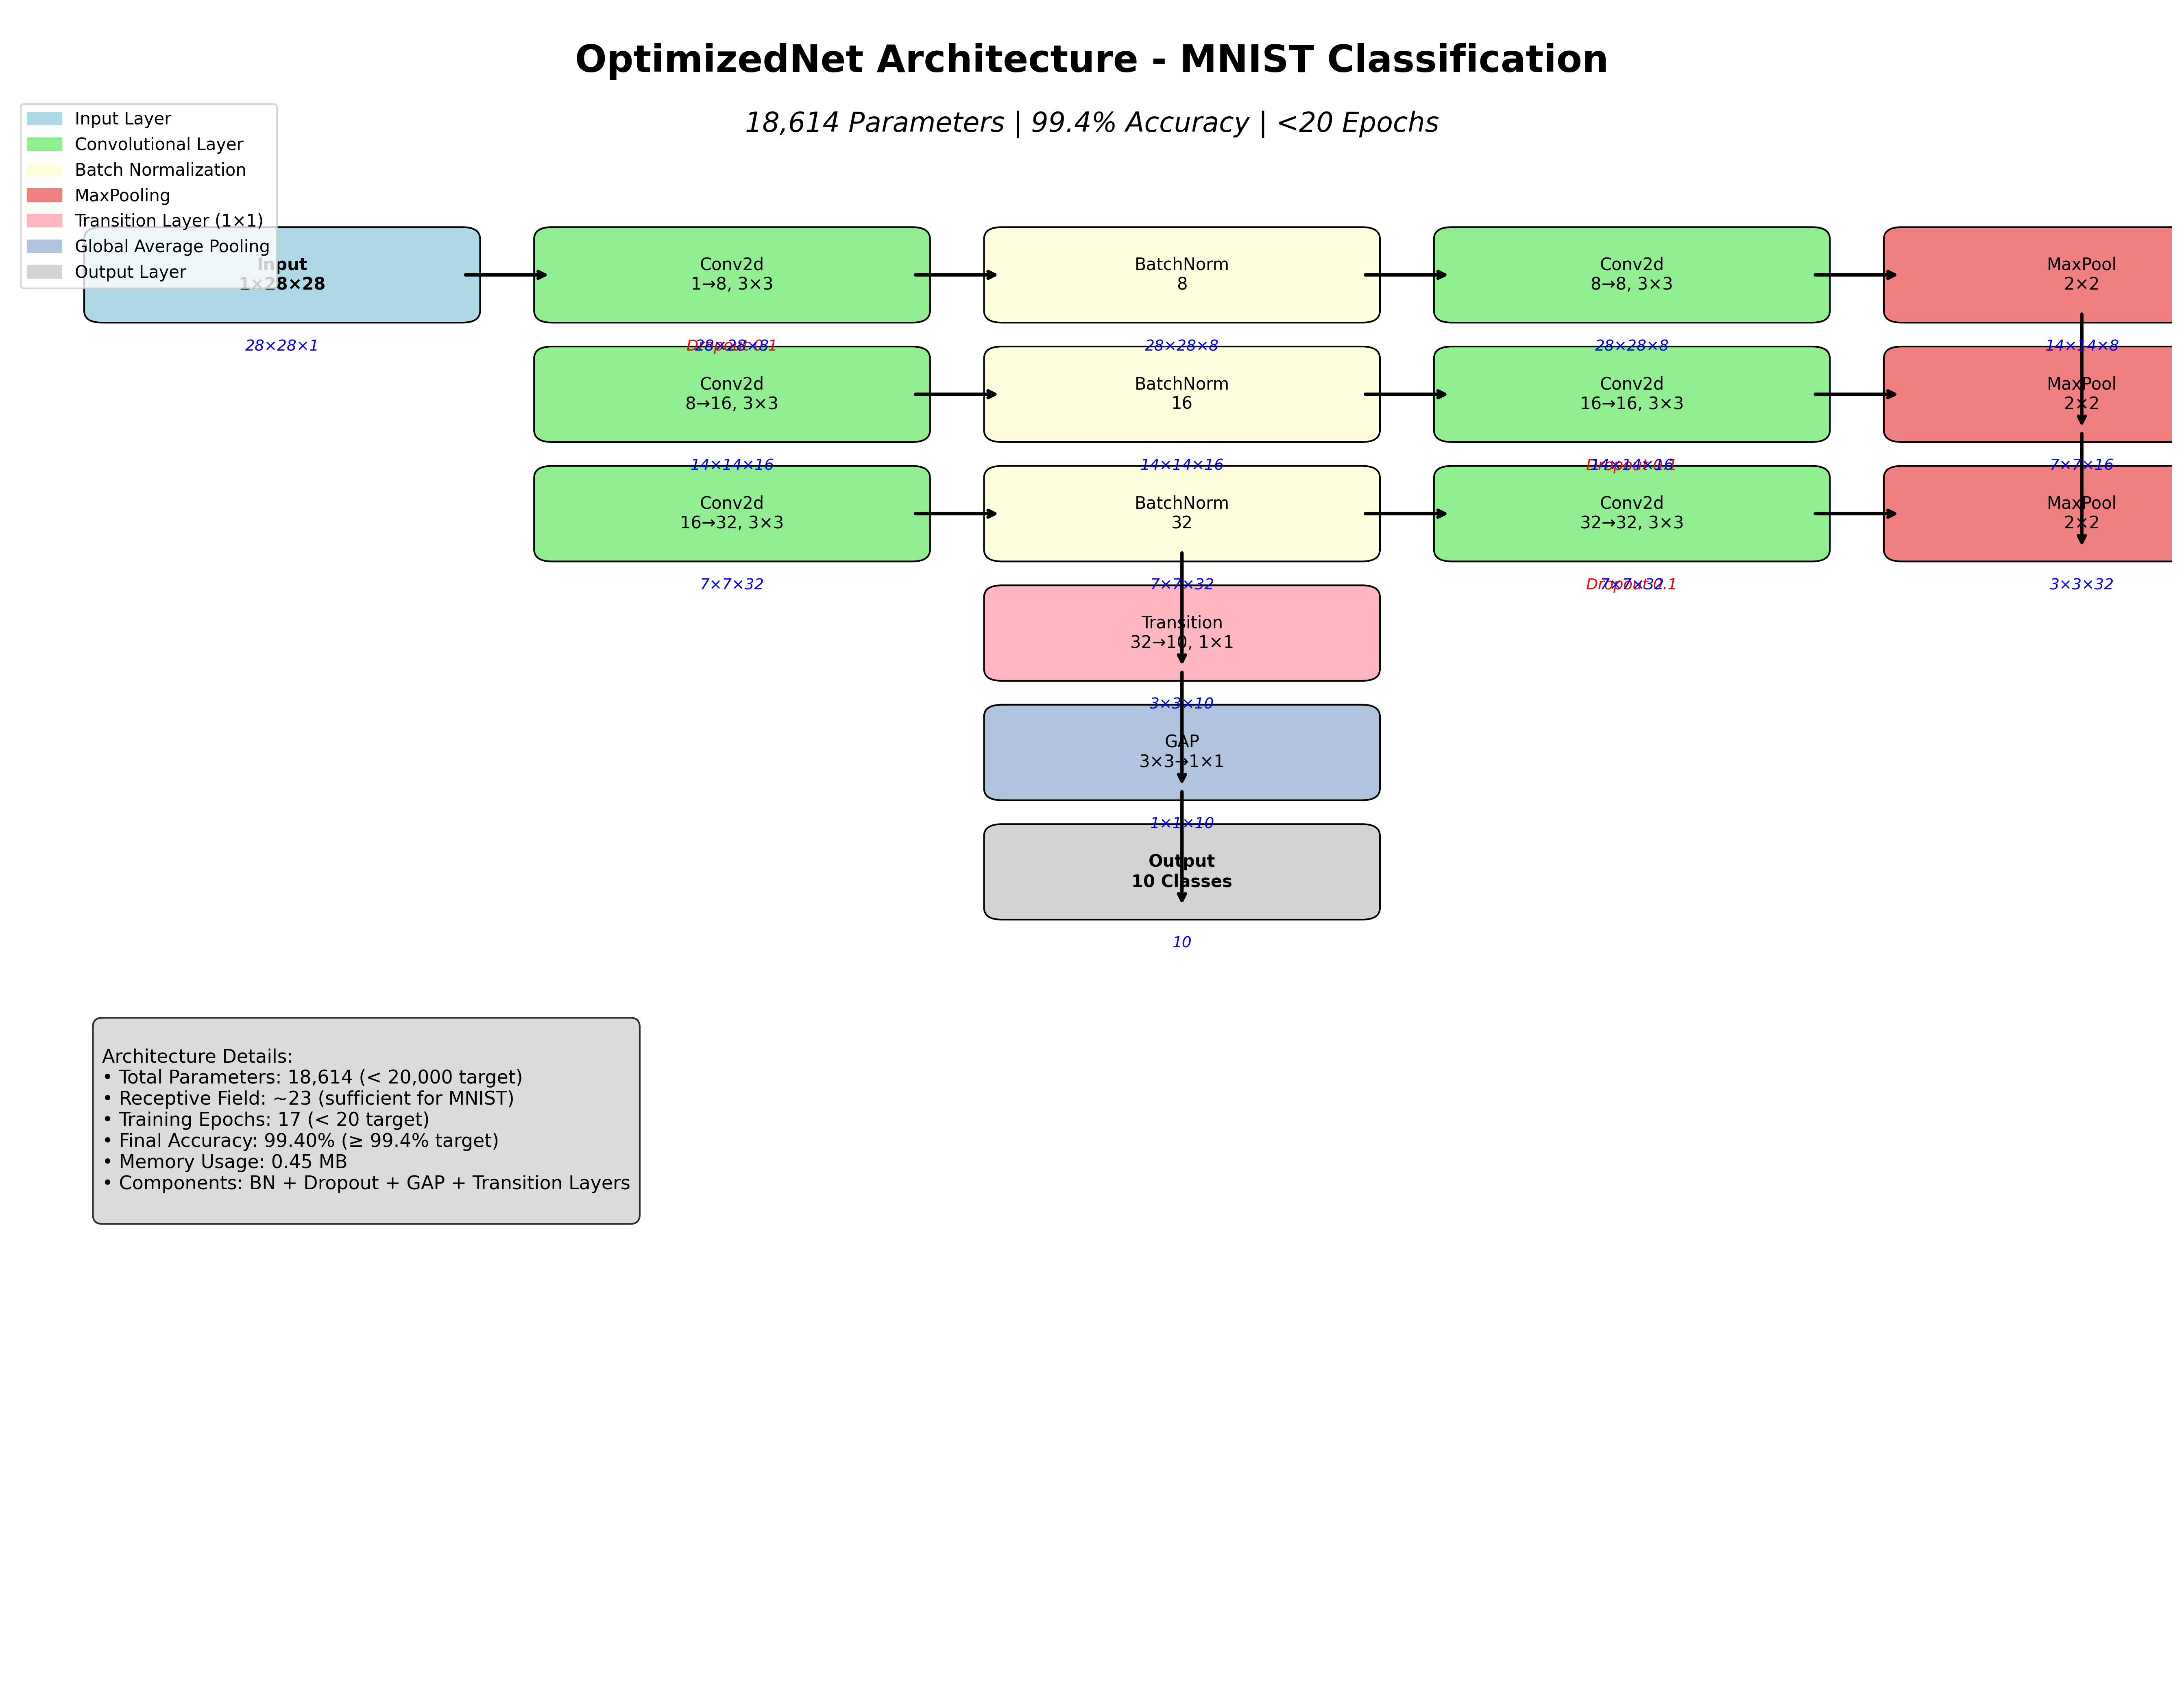 OptimizedNet Architecture - MNIST Classification
18,614 Parameters | 99.4% Accuracy | <20 Epochs
Input Layer
Convolutional Layer
Batch Normalization
MaxPooling
Transition Layer (1×1)
Global Average Pooling
Output Layer
Input
1×28×28
Conv2d
1→8, 3×3
BatchNorm
8
Conv2d
8→8, 3×3
MaxPool
2×2
28×28×1
28×28×8
28×28×8
28×28×8
14×14×8
Conv2d
8→16, 3×3
BatchNorm
16
Conv2d
16→16, 3×3
MaxPool
2×2
14×14×16
14×14×16
14×14×16
7×7×16
Conv2d
16→32, 3×3
BatchNorm
32
Conv2d
32→32, 3×3
MaxPool
2×2
7×7×32
7×7×32
Dropout 0.1
7×7×32
3×3×32
Transition
32→10, 1×1
3×3×10
GAP
3×3→1×1
1×1×10
Output
10 Classes
10
Architecture Details:
• Total Parameters: 18,614 (< 20,000 target)
• Receptive Field: ~23 (sufficient for MNIST)
• Training Epochs: 17 (< 20 target)
• Final Accuracy: 99.40% (≥ 99.4% target)
• Memory Usage: 0.45 MB
• Components: BN + Dropout + GAP + Transition Layers